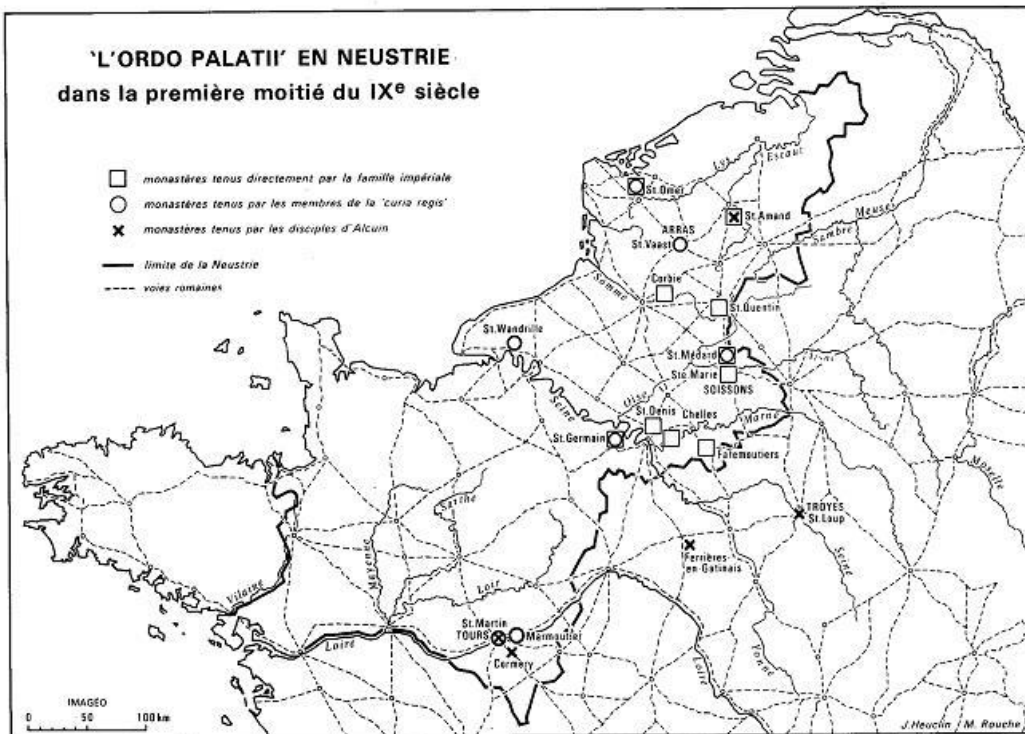 'L'ORDO PALATII' EN NEUSTRIE
dans la première moitié du IXe siècle
monastères tenus directement par la famille impériale
monastères tenus par les membres de la 'curia regis'
monastères tenus par les disciples d'Alcuin
limite de la Neustrie
voies romaines
Lys
Escaut
St.Omer
St.Amand
Meuse
Sambre
ARRAS
St.Vaast
Corbie
Somme
St.Quentin
St.Wandrille
St.Médard
Ste.Marie
SOISSONS
Oise
Seine
St.Denis
Chelles
Marne
St.Germain
Faremoutiers
Moselle
Sarthe
TROYES
St.Loup
Ferrières
en-Gatinais
Seine
Mayenne
Loir
Vilaine
St.Martin
TOURS
Marmoutier
Cormery
Loire
Loire
Yonne
IMAGÉO
0 50 100 km
J.Heuclin / M. Rouche